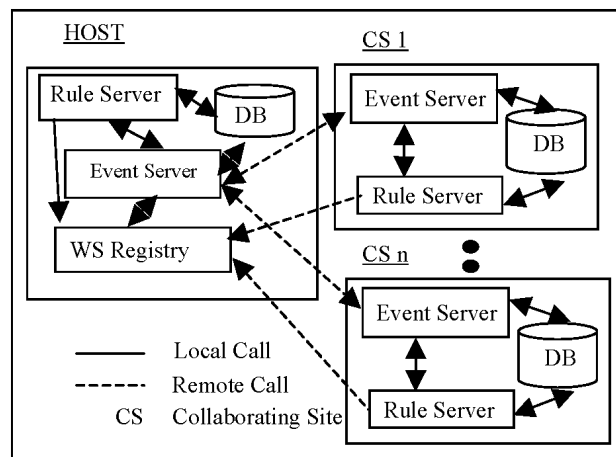 HOST
Rule Server
DB
Event Server
WS Registry
CS 1
Event Server
DB
Rule Server
CS n
Event Server
DB
Rule Server
Local Call
Remote Call
CS Collaborating Site